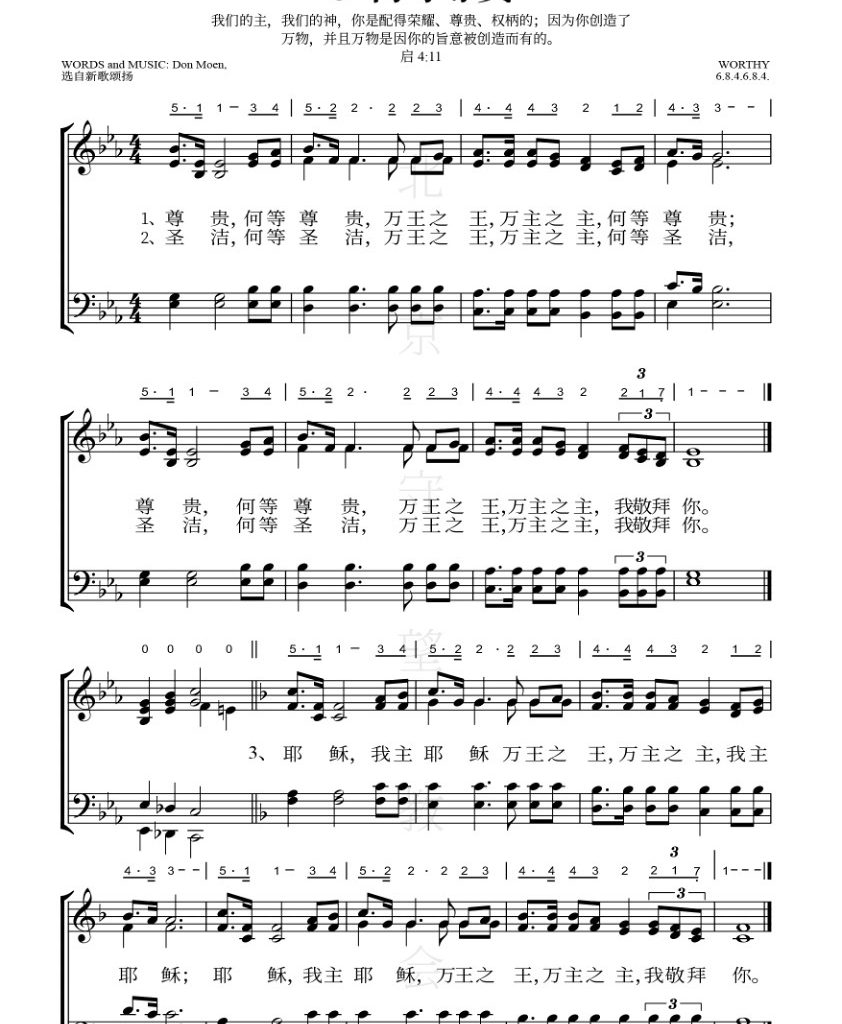 我们的主，我们的神，你是配得荣耀、尊贵、权柄的；因为你创造了
万物，并且万物是因你的旨意被创造而有的。
启 4:11
WORDS and MUSIC: Don Moen, WORTHY
选自新歌颂扬 6.8.4.6.8.4.
5· 1 1– 3 4 | 5·2 2 · 2 2 3 | 4·4 4 3 2 1 2 | 4·3 3 – – |
1、尊 贵，何等 尊 贵，万王之 王，万主之 主，何等 尊 贵；
2、圣 洁，何等 圣 洁，万王之 王，万主之 主，何等 圣 洁，
3
5·1 1 – 3 4 | 5·2 2· 2 2 3 | 4·4 4 3 2 2 1 7 | 1 – – –
3
尊 贵， 何等 尊 贵， 万王之 王，万主之主，我敬拜 你。
圣 洁， 何等 圣 洁， 万王之 王，万主之主，我敬拜 你。
3
0 0 0 0 5·1 1– 3 4 | 5·2 2·2 2 3 | 4·4 4 3 2 1 2 |
3、耶 稣，我主 耶 稣 万王之 王，万主之 主，我主
3
4·3 3– – | 5·1 1– 3 4 | 5·2 2·2 2 3 | 4·4 4 3 2 2 1 7 | 1– – –
3
耶 稣； 耶 稣，我主 耶 稣，万王之 王，万主之 主，我敬拜 你。
3
北
京
守
望
教
会